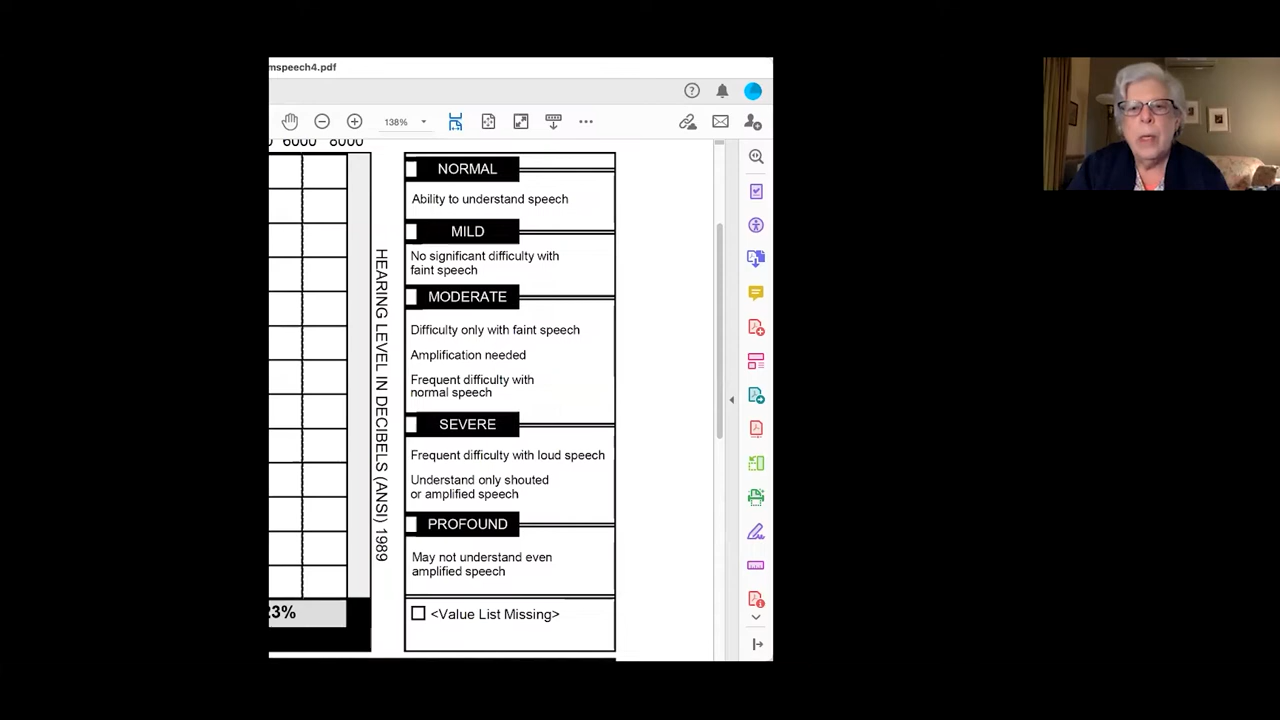 mspeech4.pdf
138%
6000 8000
NORMAL
Ability to understand speech
MILD
No significant difficulty with
faint speech
MODERATE
Difficulty only with faint speech
Amplification needed
Frequent difficulty with
normal speech
SEVERE
Frequent difficulty with loud speech
Understand only shouted
or amplified speech
PROFOUND
May not understand even
amplified speech
<Value List Missing>
HEARING LEVEL IN DECIBELS (ANSI) 1989
23%